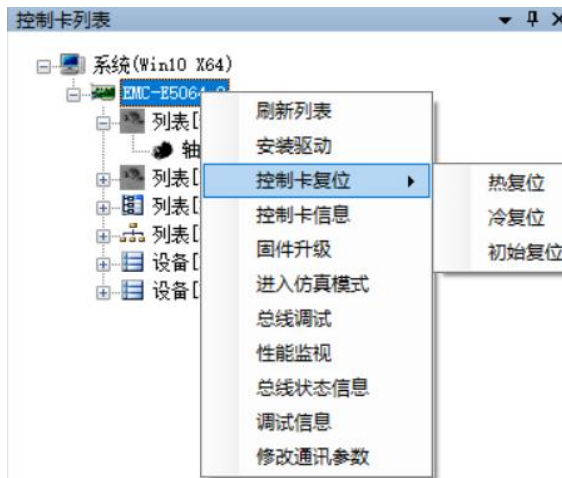 控制卡列表
系统(Win10 X64)
EMC-E5064-0
列表[
轴
列表[
列表[
列表[
设备[
设备[
刷新列表
安装驱动
控制卡复位
控制卡信息
固件升级
进入仿真模式
总线调试
性能监视
总线状态信息
调试信息
修改通讯参数
热复位
冷复位
初始复位